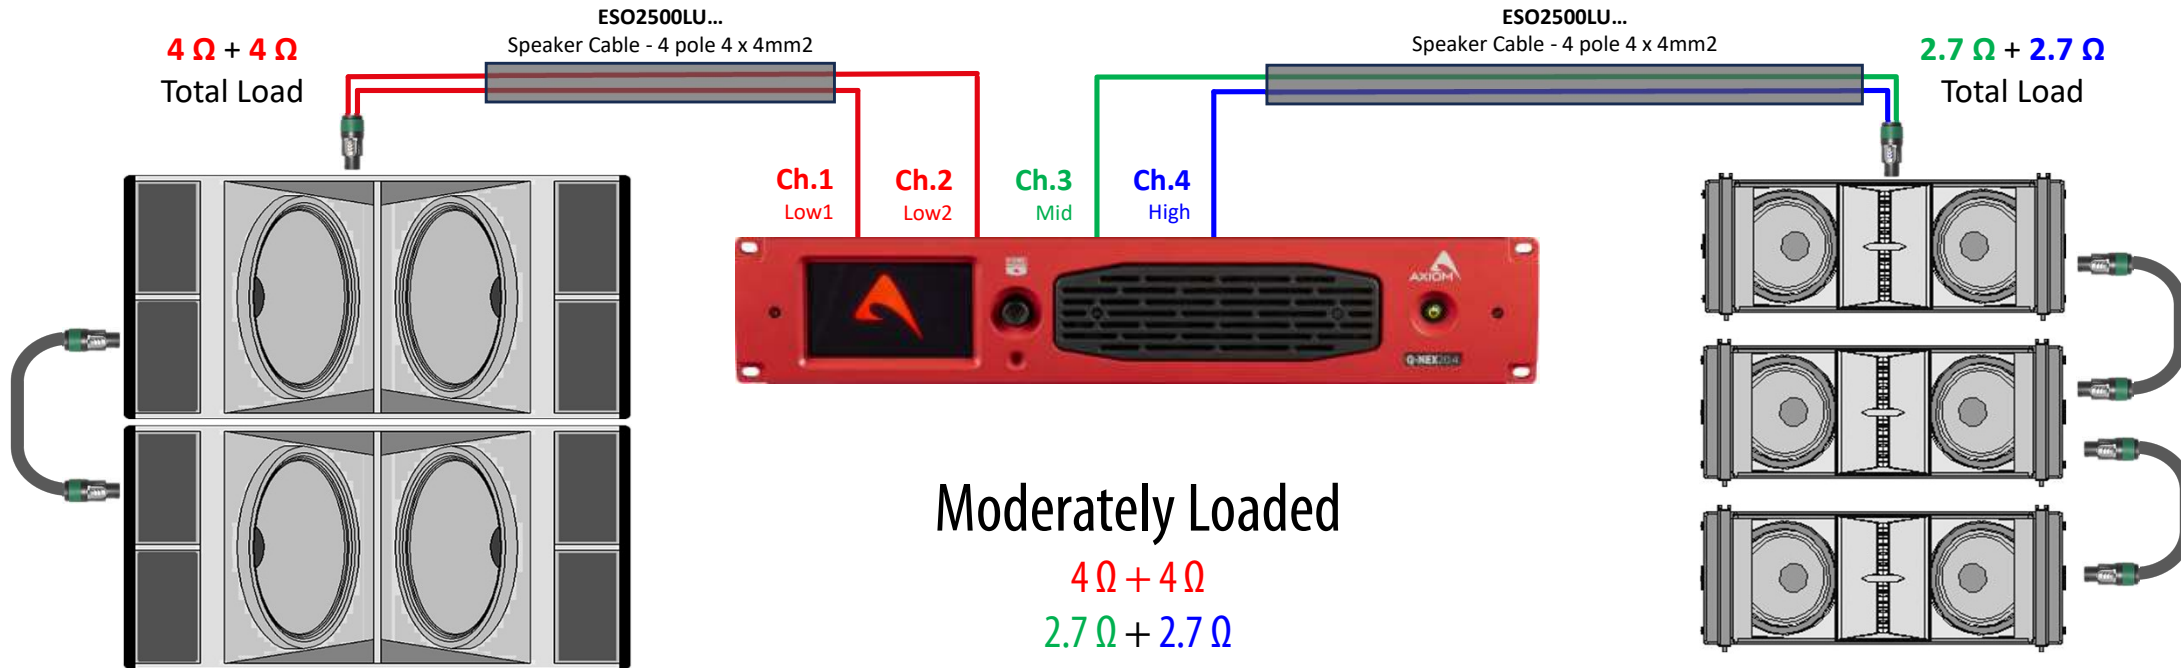 ESO2500LU...
Speaker Cable - 4 pole 4 x 4mm2
ESO2500LU...
Speaker Cable - 4 pole 4 x 4mm2
4 Ω + 4 Ω
Total Load
2.7 Ω + 2.7 Ω
Total Load
Ch.1
Low1
Ch.2
Low2
Ch.3
Mid
Ch.4
High
AXIOM
Q-NEX204
Moderately Loaded
4 Ω + 4 Ω
2.7 Ω + 2.7 Ω